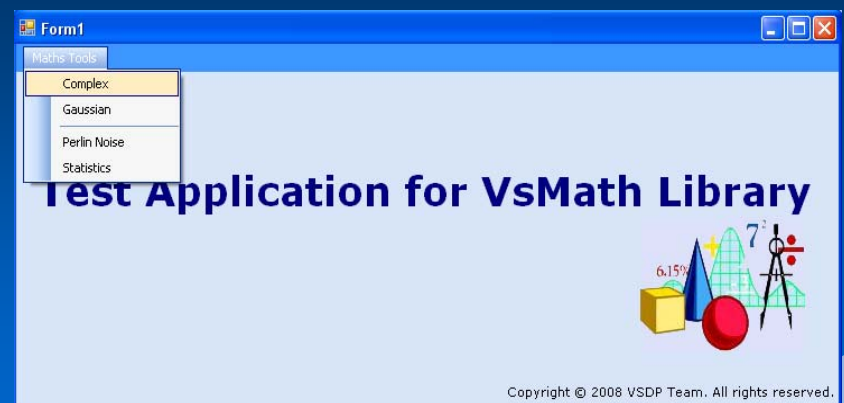 Form1
Maths Tools
Complex
Gaussian
Perlin Noise
Statistics
Test Application for VsMath Library
7²
6.15%
Copyright © 2008 VSDP Team. All rights reserved.